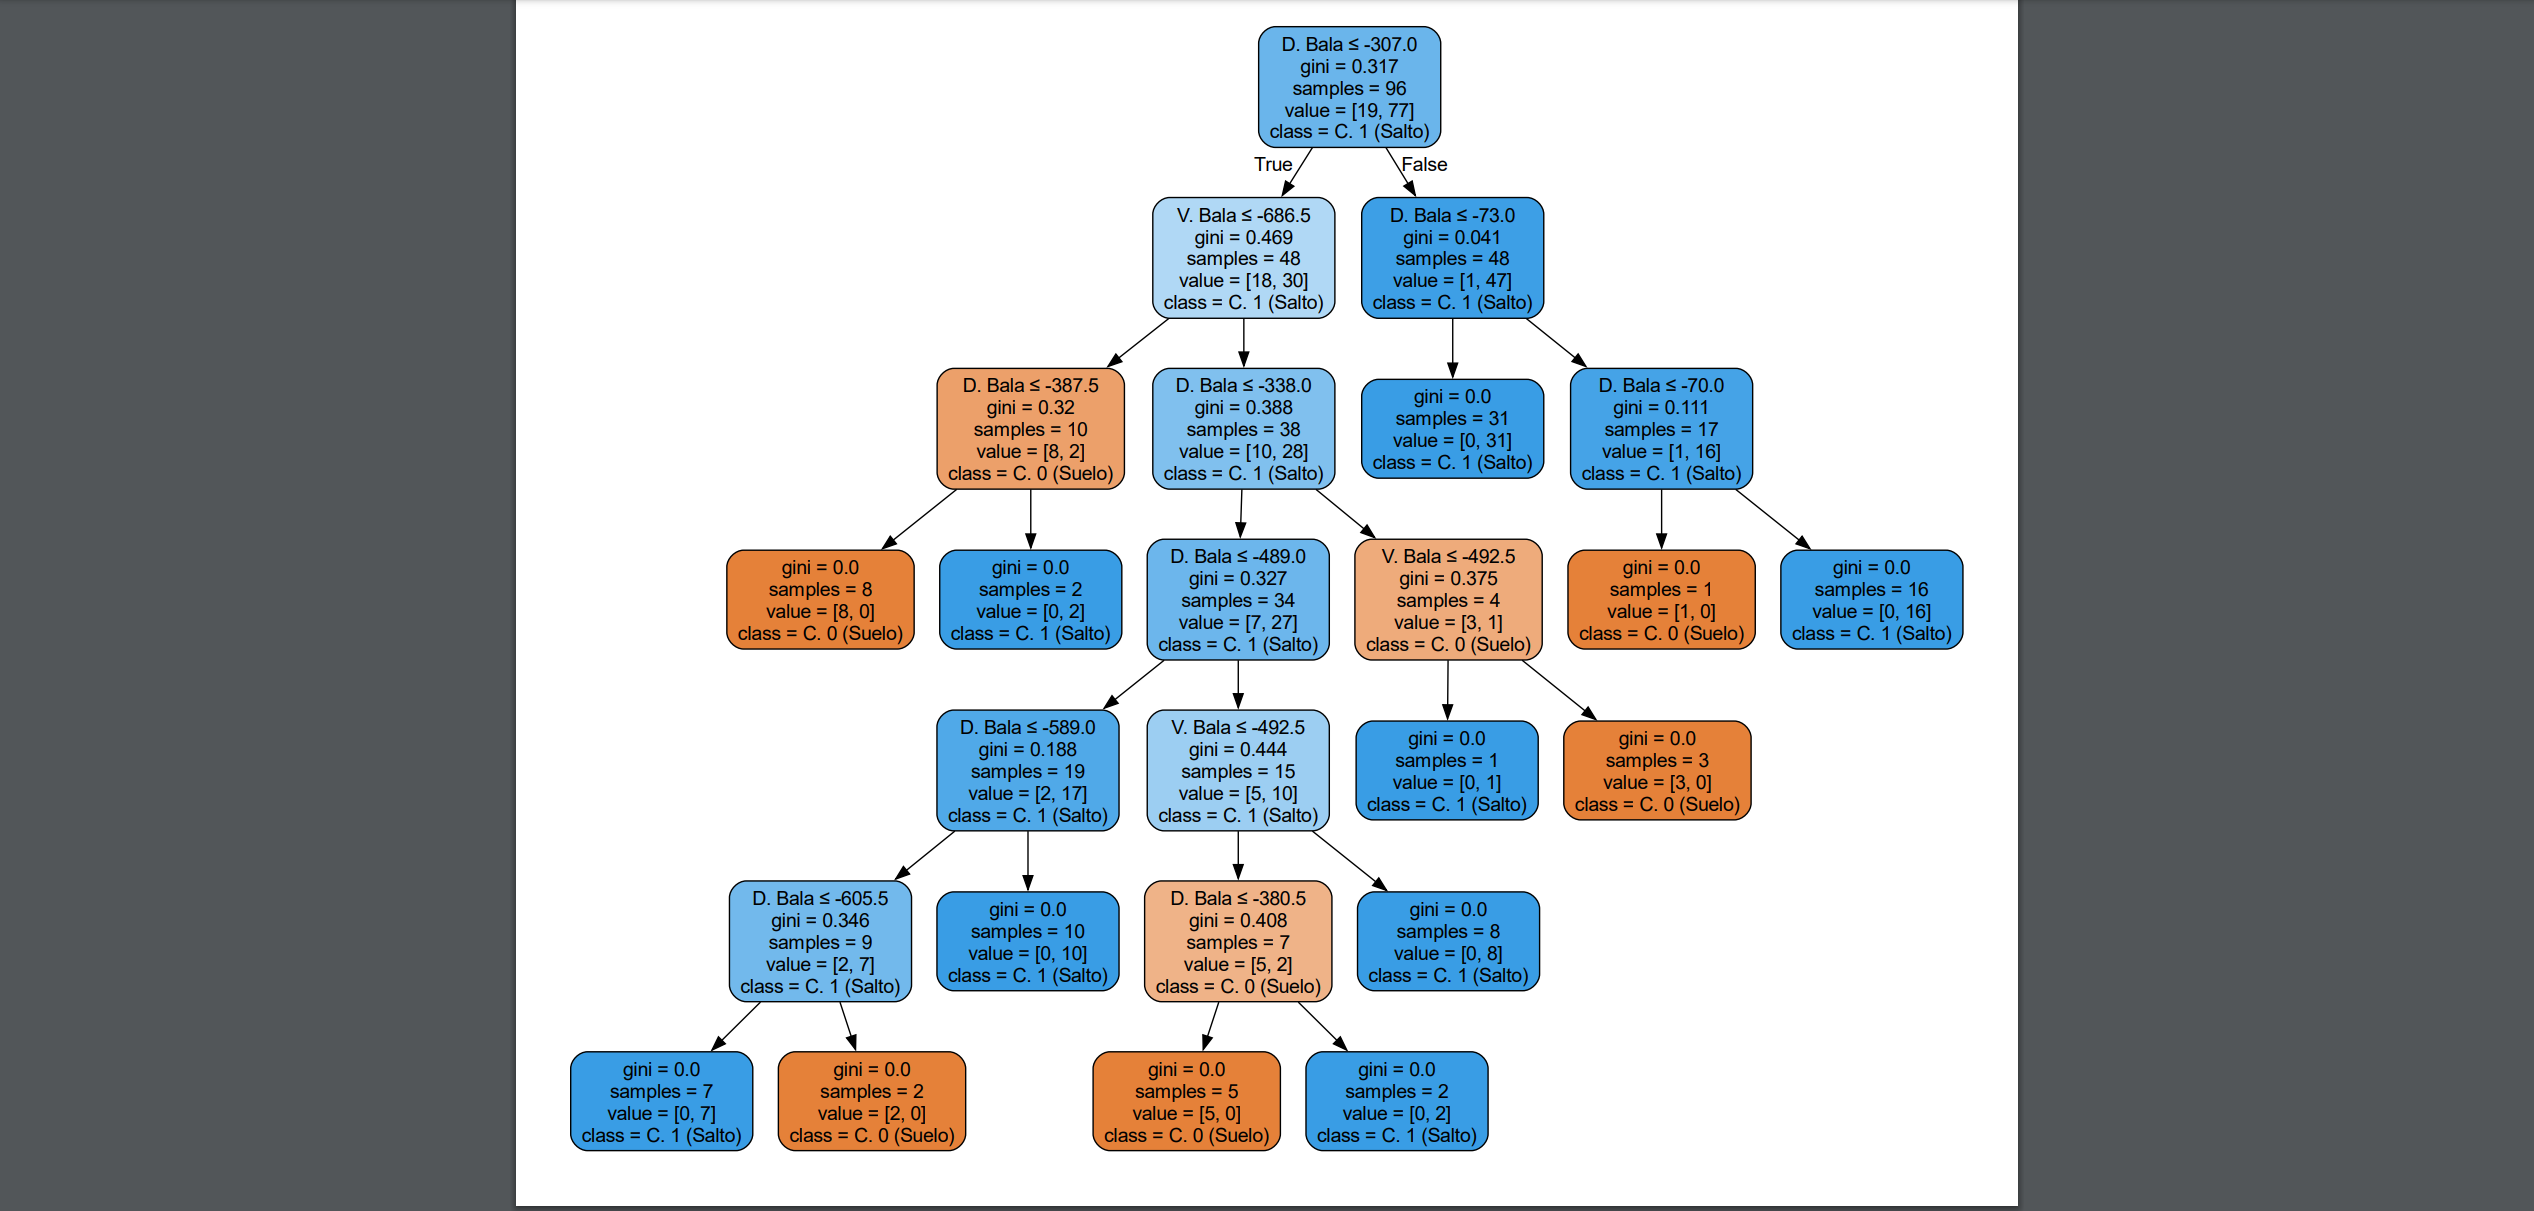 D. Bala ≤ -307.0
gini = 0.317
samples = 96
value = [19, 77]
class = C. 1 (Salto)
True
False
V. Bala ≤ -686.5
gini = 0.469
samples = 48
value = [18, 30]
class = C. 1 (Salto)
D. Bala ≤ -73.0
gini = 0.041
samples = 48
value = [1, 47]
class = C. 1 (Salto)
D. Bala ≤ -387.5
gini = 0.32
samples = 10
value = [8, 2]
class = C. 0 (Suelo)
D. Bala ≤ -338.0
gini = 0.388
samples = 38
value = [10, 28]
class = C. 1 (Salto)
gini = 0.0
samples = 31
value = [0, 31]
class = C. 1 (Salto)
D. Bala ≤ -70.0
gini = 0.111
samples = 17
value = [1, 16]
class = C. 1 (Salto)
gini = 0.0
samples = 8
value = [8, 0]
class = C. 0 (Suelo)
gini = 0.0
samples = 2
value = [0, 2]
class = C. 1 (Salto)
D. Bala ≤ -489.0
gini = 0.327
samples = 34
value = [7, 27]
class = C. 1 (Salto)
V. Bala ≤ -492.5
gini = 0.375
samples = 4
value = [3, 1]
class = C. 0 (Suelo)
gini = 0.0
samples = 1
value = [1, 0]
class = C. 0 (Suelo)
gini = 0.0
samples = 16
value = [0, 16]
class = C. 1 (Salto)
D. Bala ≤ -589.0
gini = 0.188
samples = 19
value = [2, 17]
class = C. 1 (Salto)
V. Bala ≤ -492.5
gini = 0.444
samples = 15
value = [5, 10]
class = C. 1 (Salto)
gini = 0.0
samples = 1
value = [0, 1]
class = C. 1 (Salto)
gini = 0.0
samples = 3
value = [3, 0]
class = C. 0 (Suelo)
D. Bala ≤ -605.5
gini = 0.346
samples = 9
value = [2, 7]
class = C. 1 (Salto)
gini = 0.0
samples = 10
value = [0, 10]
class = C. 1 (Salto)
D. Bala ≤ -380.5
gini = 0.408
samples = 7
value = [5, 2]
class = C. 0 (Suelo)
gini = 0.0
samples = 8
value = [0, 8]
class = C. 1 (Salto)
gini = 0.0
samples = 7
value = [0, 7]
class = C. 1 (Salto)
gini = 0.0
samples = 2
value = [2, 0]
class = C. 0 (Suelo)
gini = 0.0
samples = 5
value = [5, 0]
class = C. 0 (Suelo)
gini = 0.0
samples = 2
value = [0, 2]
class = C. 1 (Salto)